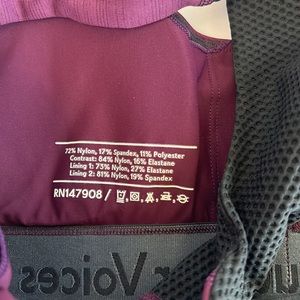 72% Nylon, 17% Spandex, 11% Polyester
Contrast: 84% Nylon, 16% Elastane
Lining 1: 73% Nylon, 27% Elastane
Lining 2: 81% Nylon, 19% Spandex
RN147908 /
r Voices